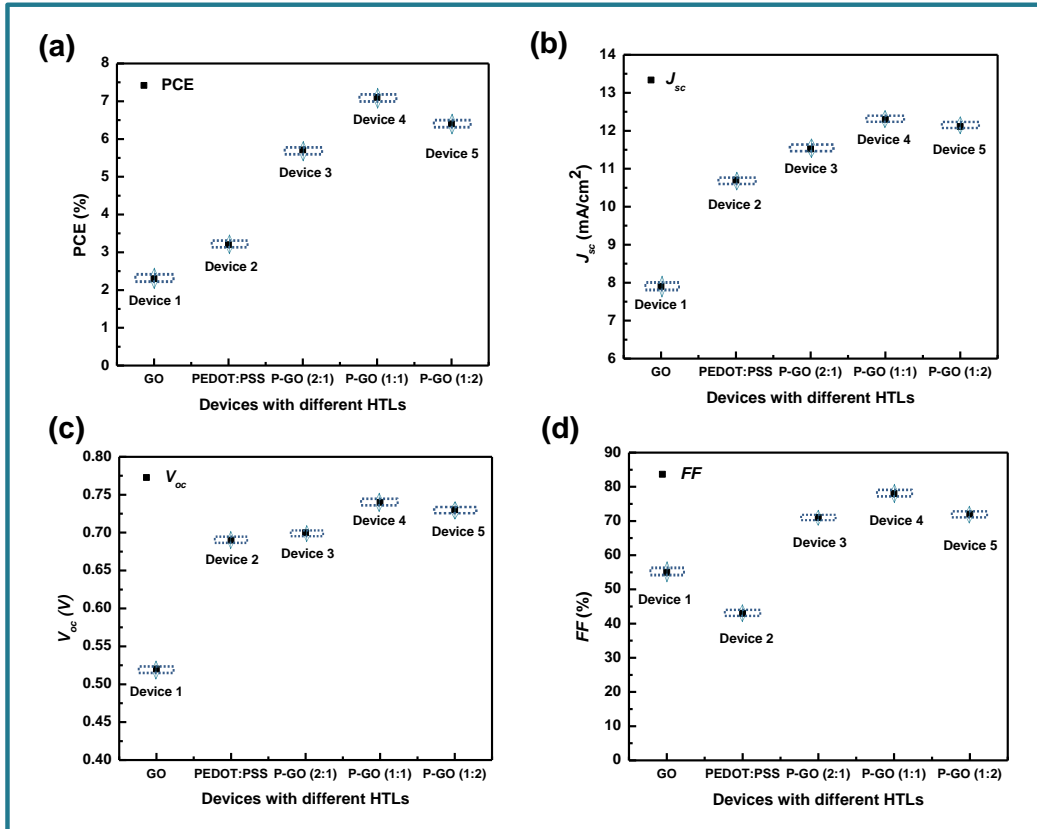 (a)
PCE
8
7
6
5
4
3
2
1
0
PCE (%)
Device 1
Device 2
Device 3
Device 4
Device 5
GO PEDOT:PSS P-GO (2:1) P-GO (1:1) P-GO (1:2)
Devices with different HTLs
(b)
Jsc
14
13
12
11
10
9
8
7
6
Jsc (mA/cm²)
Device 1
Device 2
Device 3
Device 4
Device 5
GO PEDOT:PSS P-GO (2:1) P-GO (1:1) P-GO (1:2)
Devices with different HTLs
(c)
Voc
0.80
0.75
0.70
0.65
0.60
0.55
0.50
0.45
0.40
Voc (V)
Device 1
Device 2
Device 3
Device 4
Device 5
GO PEDOT:PSS P-GO (2:1) P-GO (1:1) P-GO (1:2)
Devices with different HTLs
(d)
FF
90
80
70
60
50
40
30
20
10
0
FF (%)
Device 1
Device 2
Device 3
Device 4
Device 5
GO PEDOT:PSS P-GO (2:1) P-GO (1:1) P-GO (1:2)
Devices with different HTLs